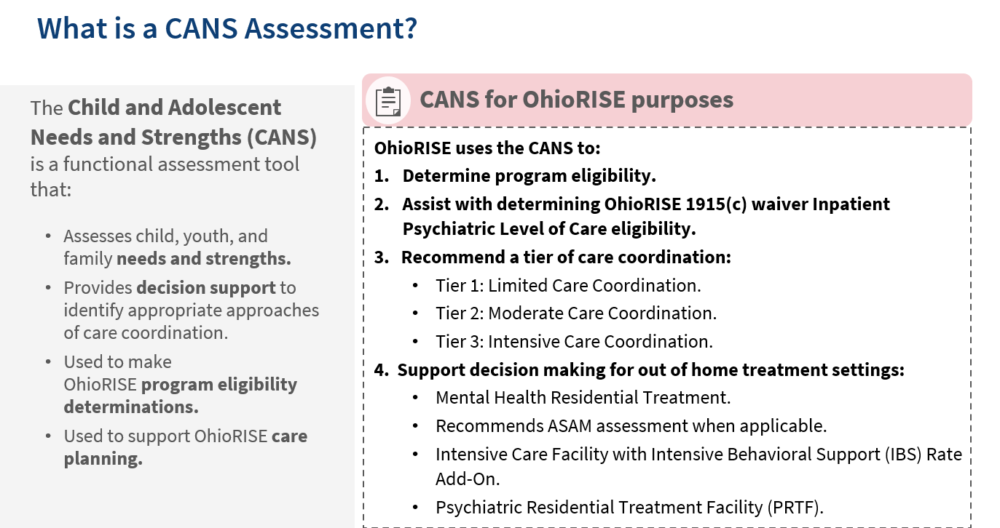 What is a CANS Assessment?
The Child and Adolescent
Needs and Strengths (CANS)
is a functional assessment tool
that:
• Assesses child, youth, and
family needs and strengths.
• Provides decision support to
identify appropriate approaches
of care coordination.
• Used to make
OhioRISE program eligibility
determinations.
• Used to support OhioRISE care
planning.
CANS for OhioRISE purposes
OhioRISE uses the CANS to:
1. Determine program eligibility.
2. Assist with determining OhioRISE 1915(c) waiver Inpatient
Psychiatric Level of Care eligibility.
3. Recommend a tier of care coordination:
• Tier 1: Limited Care Coordination.
• Tier 2: Moderate Care Coordination.
• Tier 3: Intensive Care Coordination.
4. Support decision making for out of home treatment settings:
• Mental Health Residential Treatment.
• Recommends ASAM assessment when applicable.
• Intensive Care Facility with Intensive Behavioral Support (IBS) Rate
Add-On.
• Psychiatric Residential Treatment Facility (PRTF).